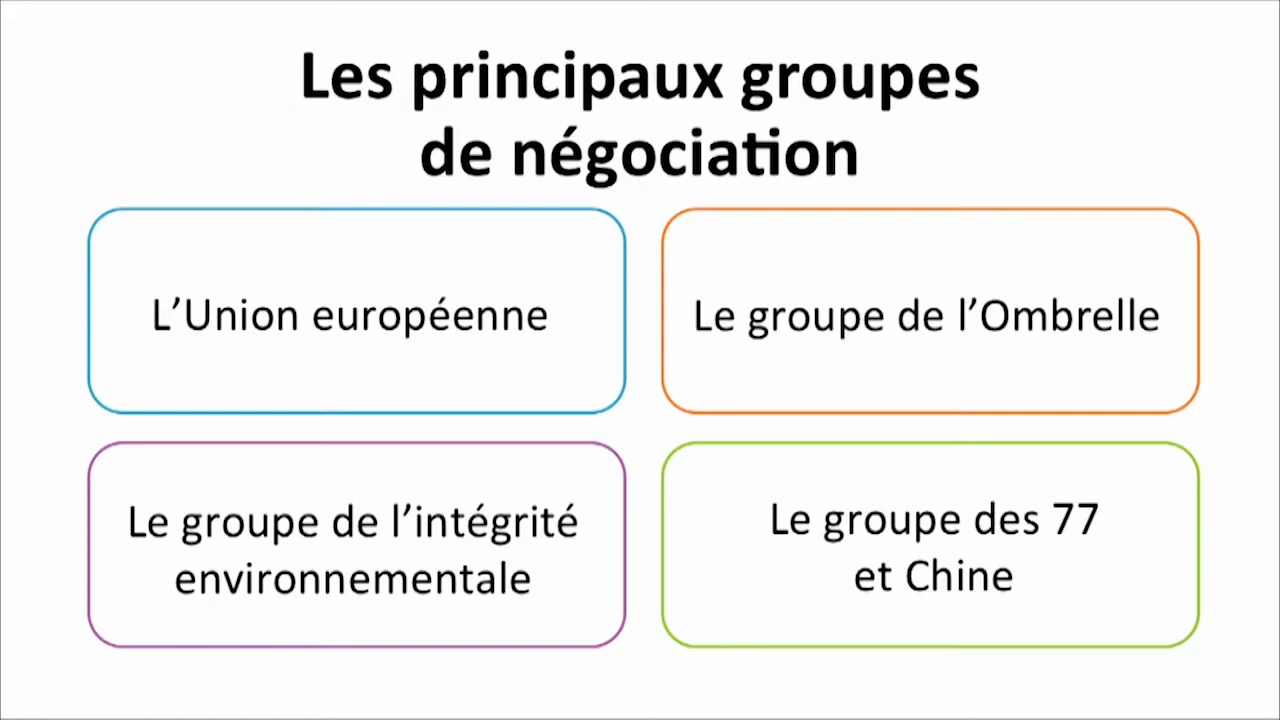 Les principaux groupes
de négociation
L’Union européenne
Le groupe de l’Ombrelle
Le groupe de l’intégrité
environnementale
Le groupe des 77
et Chine